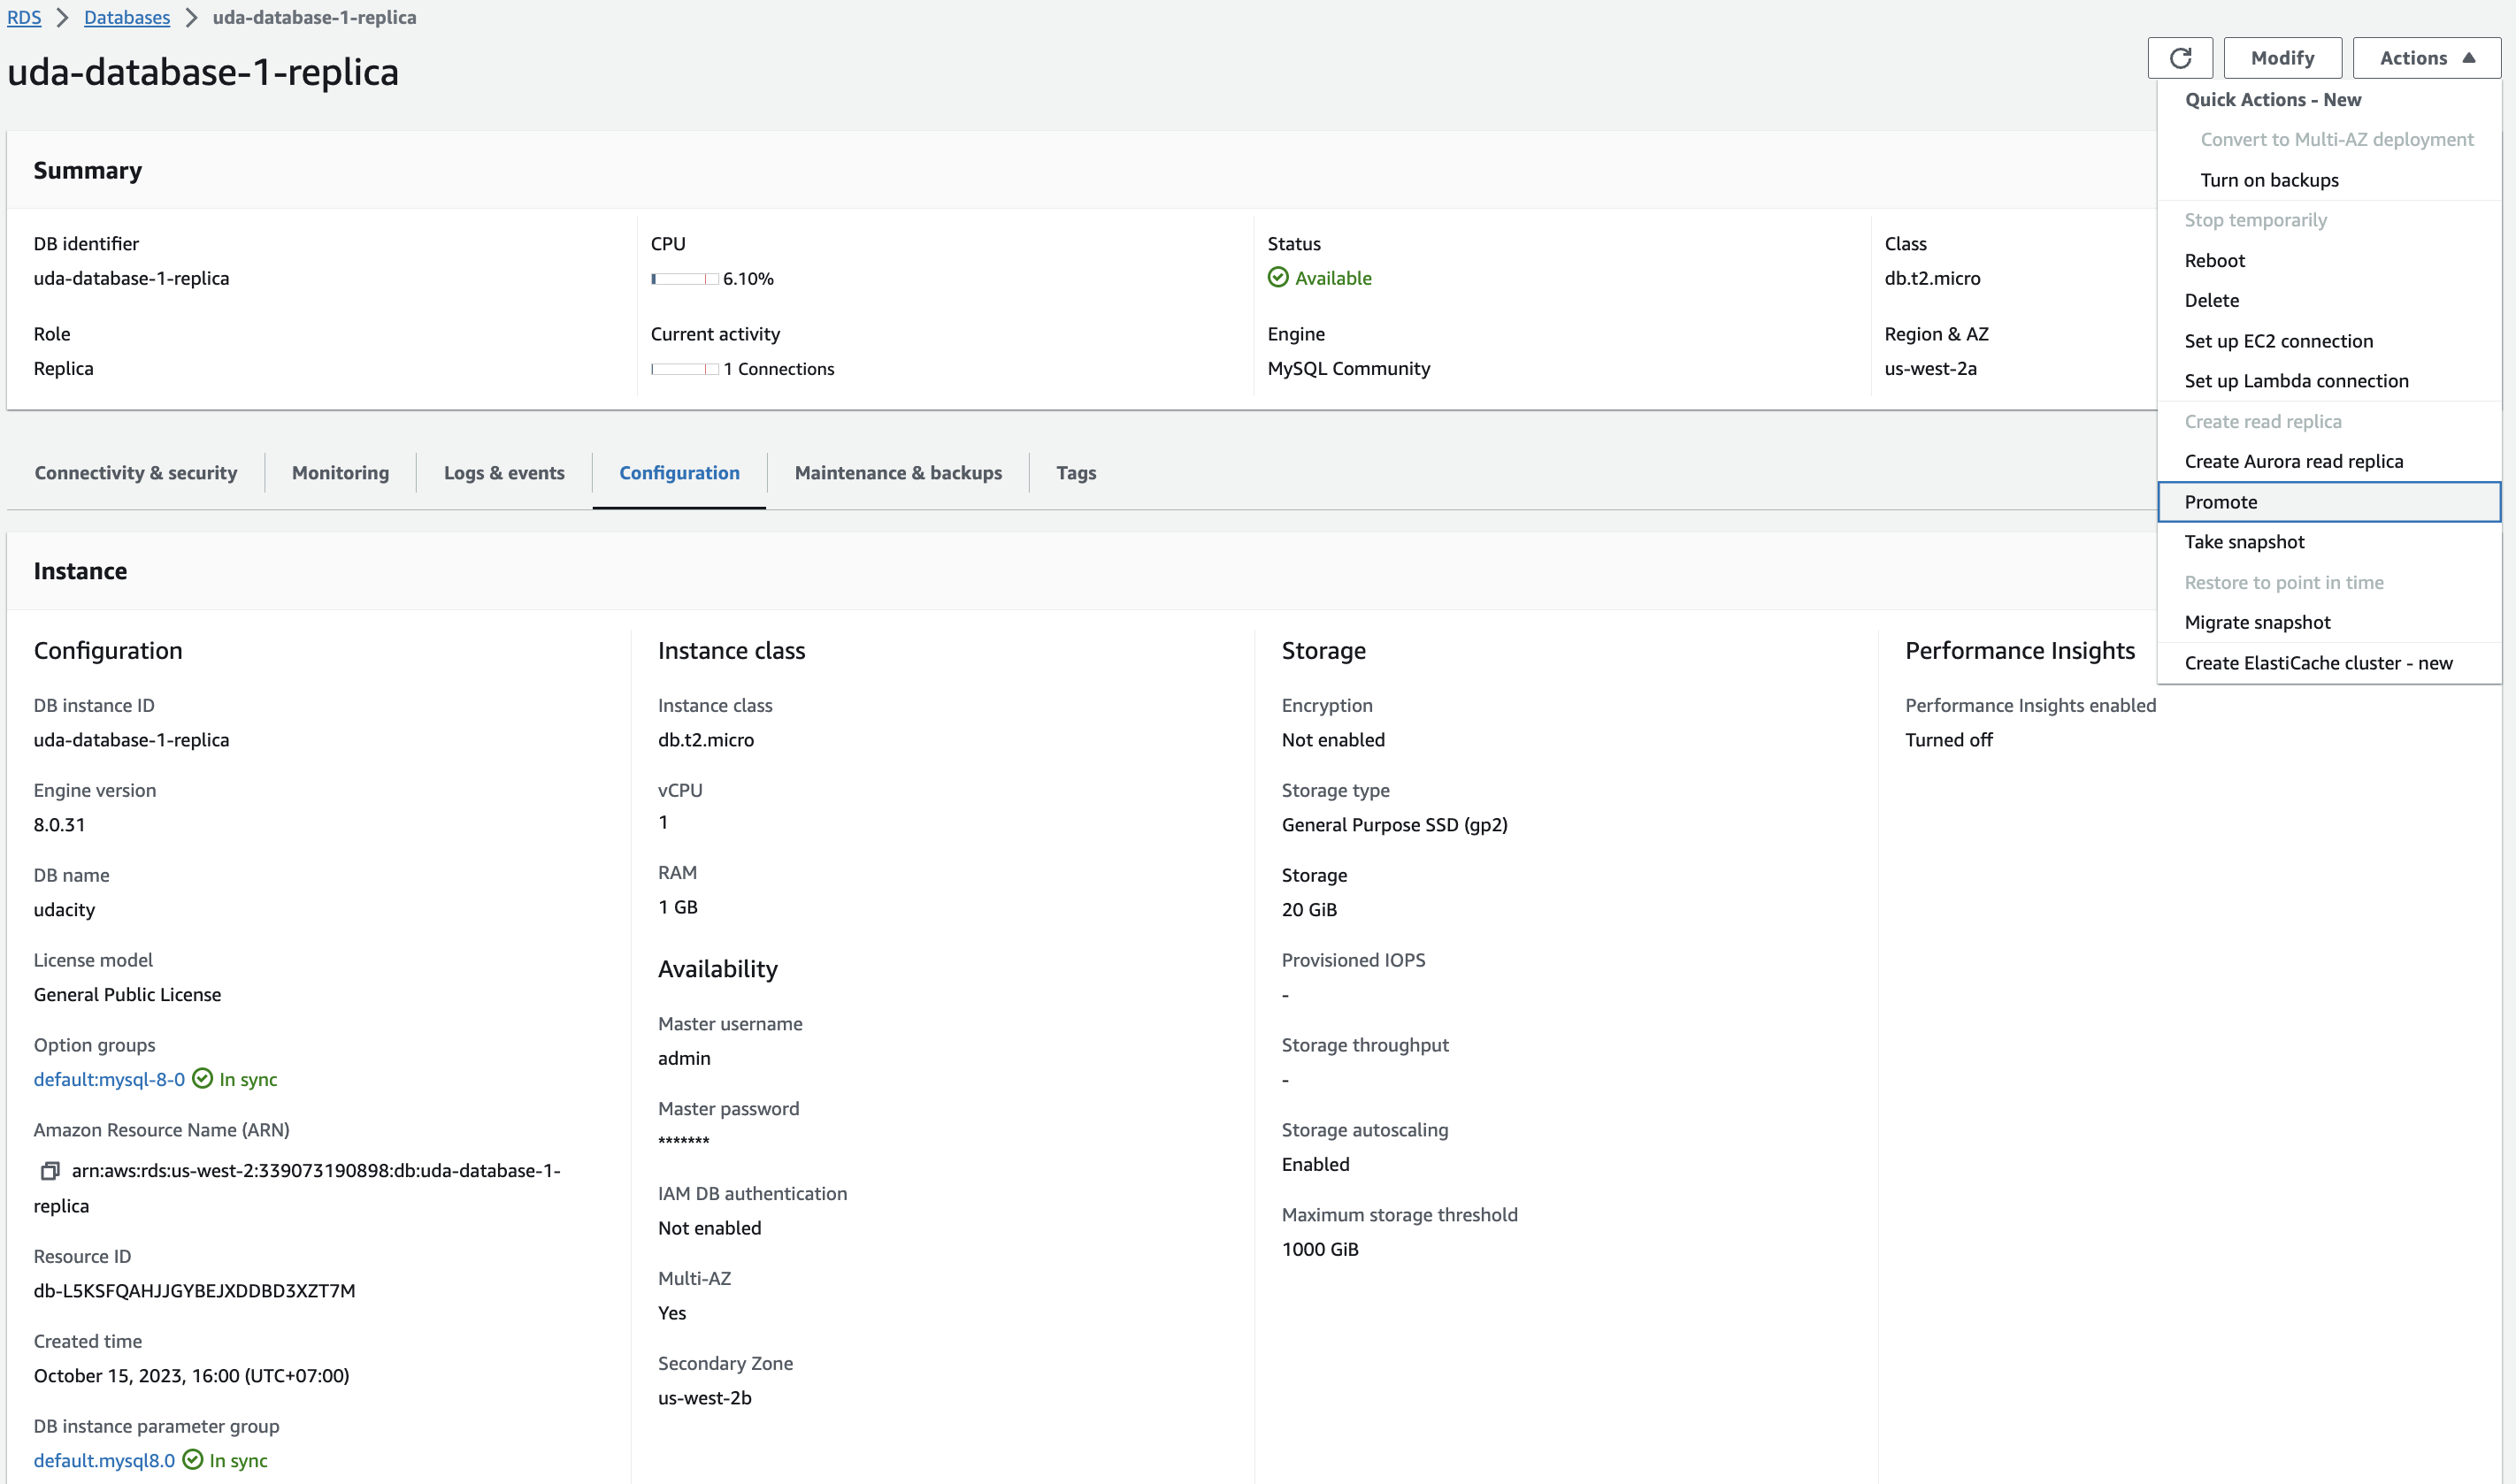 RDS
Databases
uda-database-1-replica
uda-database-1-replica
Modify
Actions
Quick Actions - New
Convert to Multi-AZ deployment
Turn on backups
Stop temporarily
Reboot
Delete
Set up EC2 connection
Set up Lambda connection
Create read replica
Create Aurora read replica
Promote
Take snapshot
Restore to point in time
Migrate snapshot
Create ElastiCache cluster - new
Summary
DB identifier
uda-database-1-replica
Role
Replica
CPU
6.10%
Current activity
1 Connections
Status
Available
Engine
MySQL Community
Class
db.t2.micro
Region & AZ
us-west-2a
Connectivity & security
Monitoring
Logs & events
Configuration
Maintenance & backups
Tags
Instance
Configuration
DB instance ID
uda-database-1-replica
Engine version
8.0.31
DB name
udacity
License model
General Public License
Option groups
default:mysql-8-0 In sync
Amazon Resource Name (ARN)
arn:aws:rds:us-west-2:339073190898:db:uda-database-1-
replica
Resource ID
db-L5KSFQAHJJGYBEJXDDBD3XZT7M
Created time
October 15, 2023, 16:00 (UTC+07:00)
DB instance parameter group
default.mysql8.0 In sync
Instance class
Instance class
db.t2.micro
vCPU
1
RAM
1 GB
Availability
Master username
admin
Master password
*******
IAM DB authentication
Not enabled
Multi-AZ
Yes
Secondary Zone
us-west-2b
Storage
Encryption
Not enabled
Storage type
General Purpose SSD (gp2)
Storage
20 GiB
Provisioned IOPS
-
Storage throughput
-
Storage autoscaling
Enabled
Maximum storage threshold
1000 GiB
Performance Insights
Performance Insights enabled
Turned off